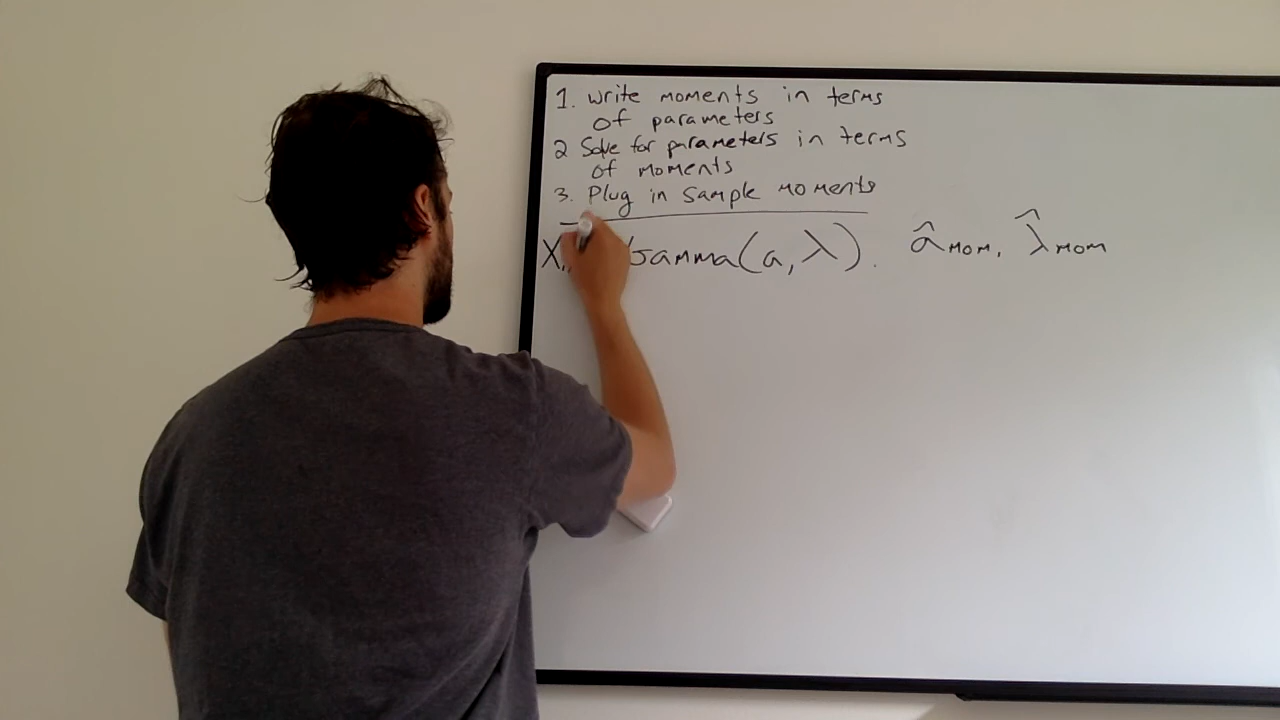 1. Write moments in terms
of parameters
2 Solve for parameters in terms
of moments
3. Plug in sample moments
X Gamma(a, λ). â MOM, λ̂ MOM